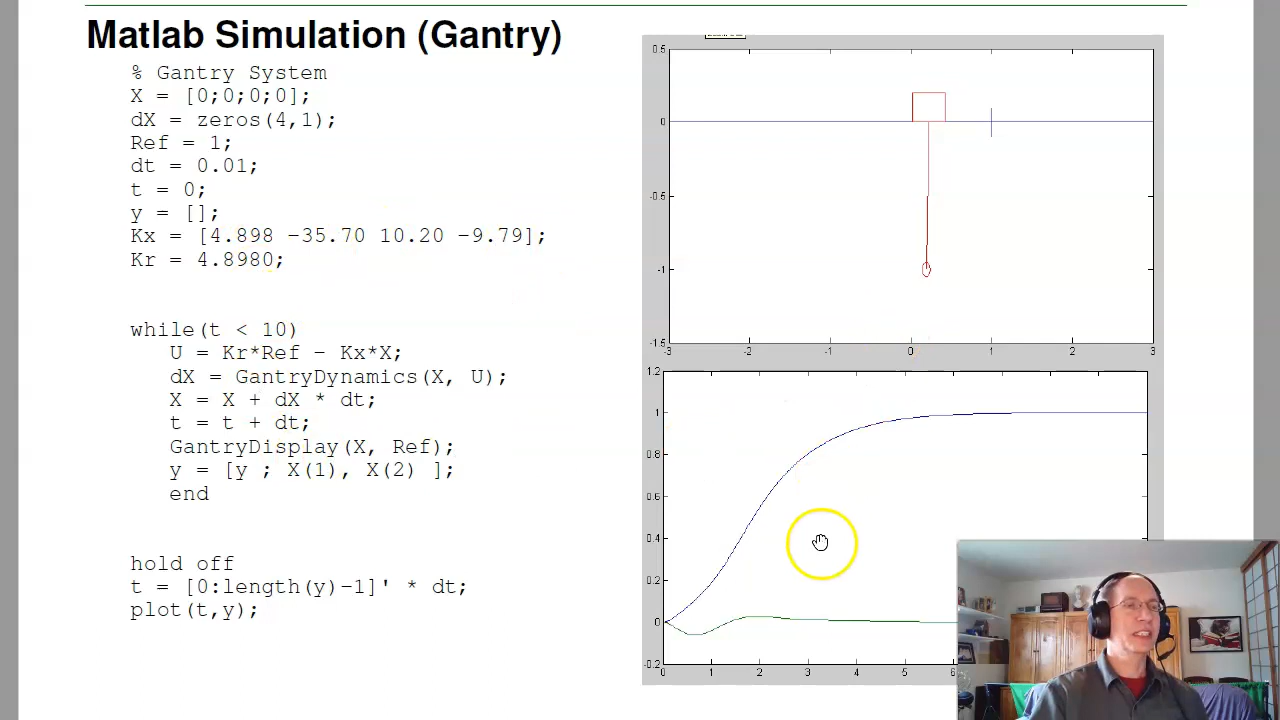 Matlab Simulation (Gantry)
% Gantry System
X = [0;0;0;0];
dX = zeros(4,1);
Ref = 1;
dt = 0.01;
t = 0;
y = [];
Kx = [4.898 -35.70 10.20 -9.79];
Kr = 4.8980;
while(t < 10)
U = Kr*Ref - Kx*X;
dX = GantryDynamics(X, U);
X = X + dX * dt;
t = t + dt;
GantryDisplay(X, Ref);
y = [y ; X(1), X(2) ];
end
hold off
t = [0:length(y)-1]' * dt;
plot(t,y);
0.5
0
-0.5
-1
-1.5
-3 -2 -1 0 1 2 3
1.2
1
0.8
0.6
0.4
0.2
0
-0.2
0 1 2 3 4 5 6